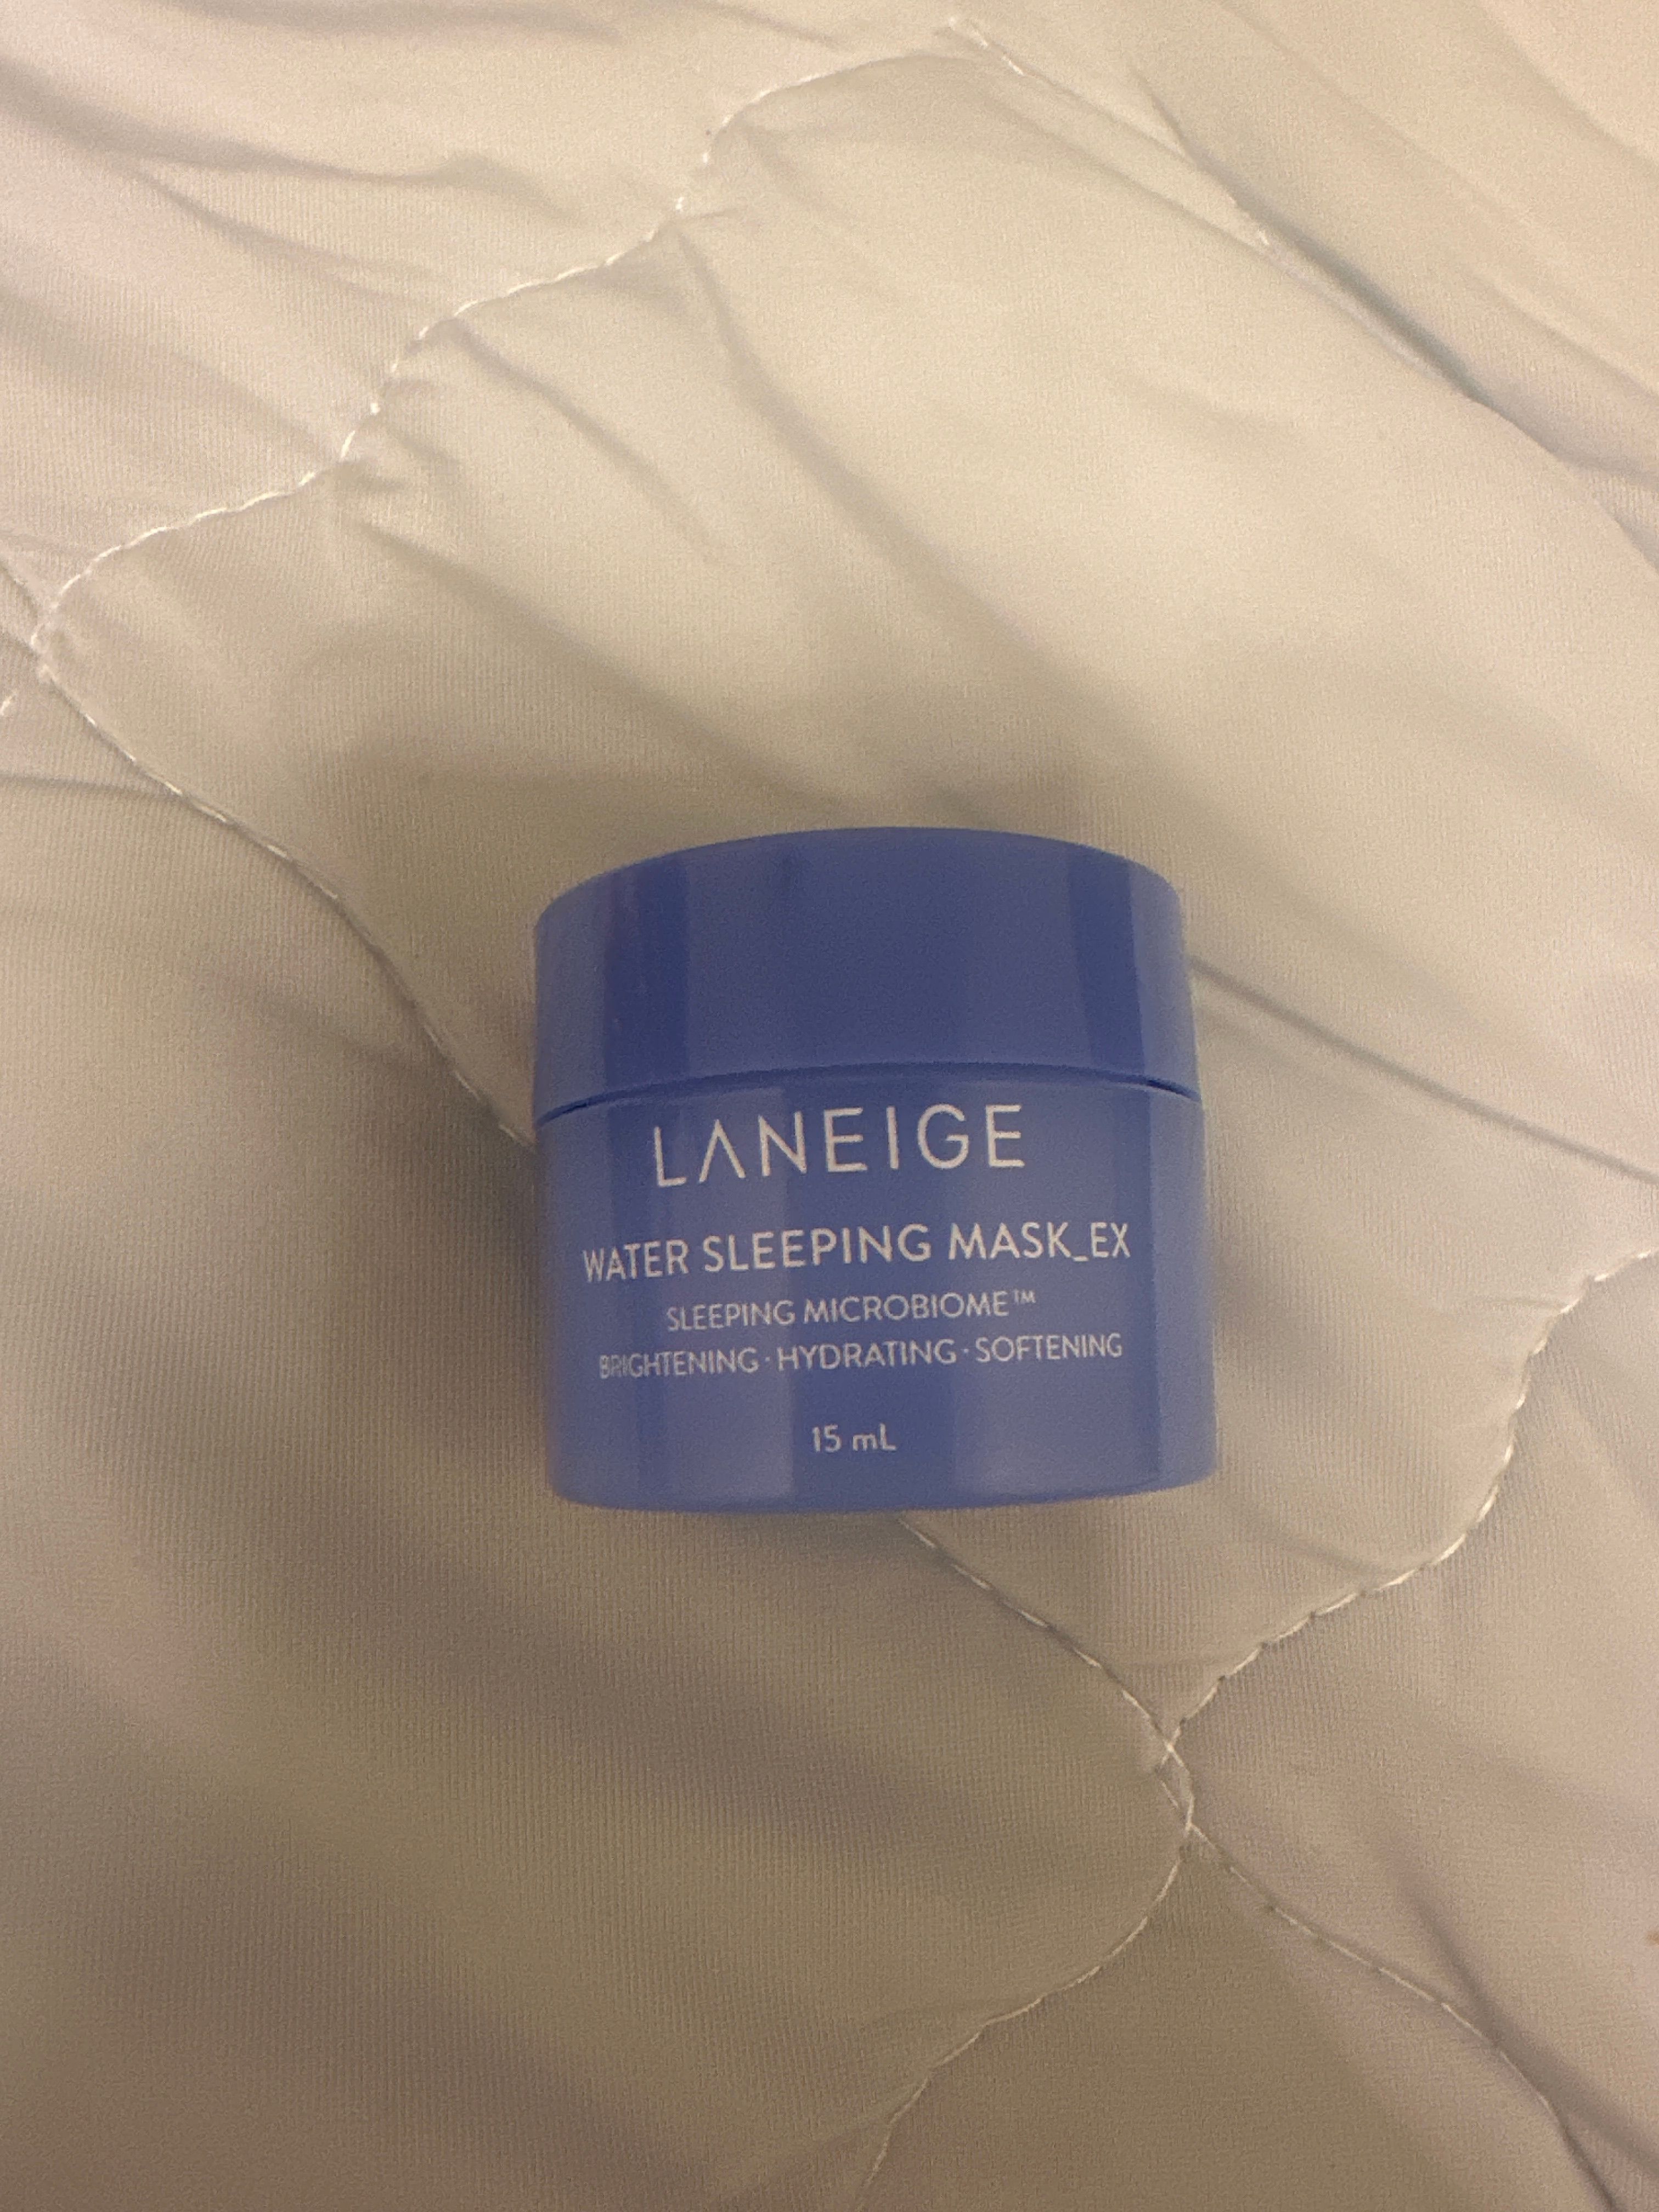 LANEIGE
WATER SLEEPING MASK_EX
SLEEPING MICROBIOME™
BRIGHTENING · HYDRATING · SOFTENING
15 mL